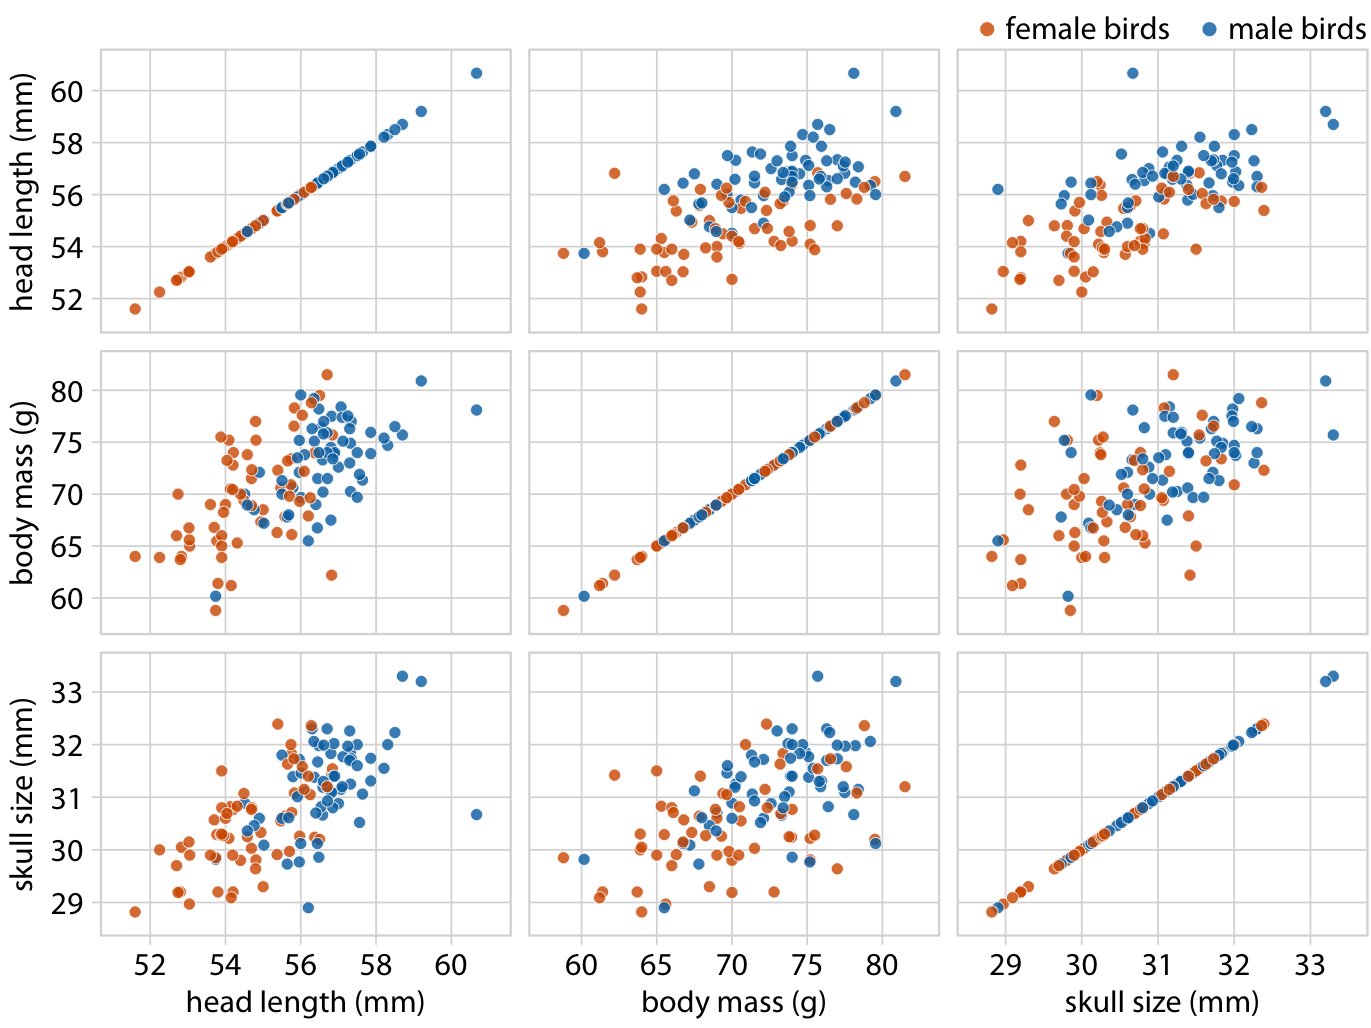 female birds male birds
head length (mm)
60
58
56
54
52
body mass (g)
80
75
70
65
60
skull size (mm)
33
32
31
30
29
52 54 56 58 60 60 65 70 75 80 29 30 31 32 33
head length (mm) body mass (g) skull size (mm)